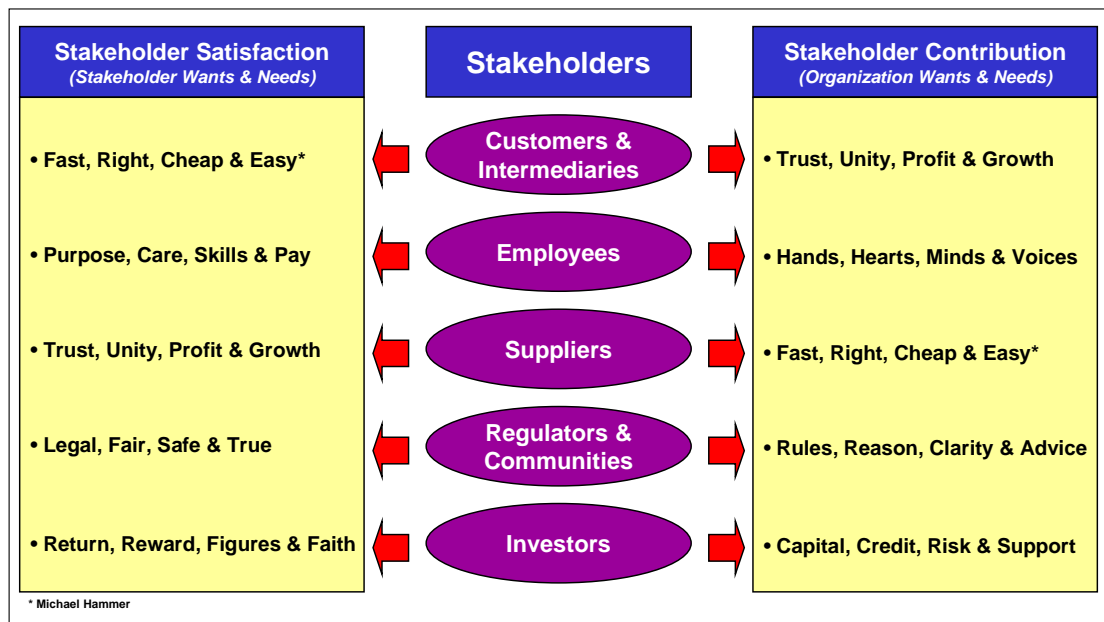 Stakeholder Satisfaction
(Stakeholder Wants & Needs)
Stakeholders
Stakeholder Contribution
(Organization Wants & Needs)
• Fast, Right, Cheap & Easy*
Customers &
Intermediaries
• Trust, Unity, Profit & Growth
• Purpose, Care, Skills & Pay
Employees
• Hands, Hearts, Minds & Voices
• Trust, Unity, Profit & Growth
Suppliers
• Fast, Right, Cheap & Easy*
• Legal, Fair, Safe & True
Regulators &
Communities
• Rules, Reason, Clarity & Advice
• Return, Reward, Figures & Faith
Investors
• Capital, Credit, Risk & Support
* Michael Hammer